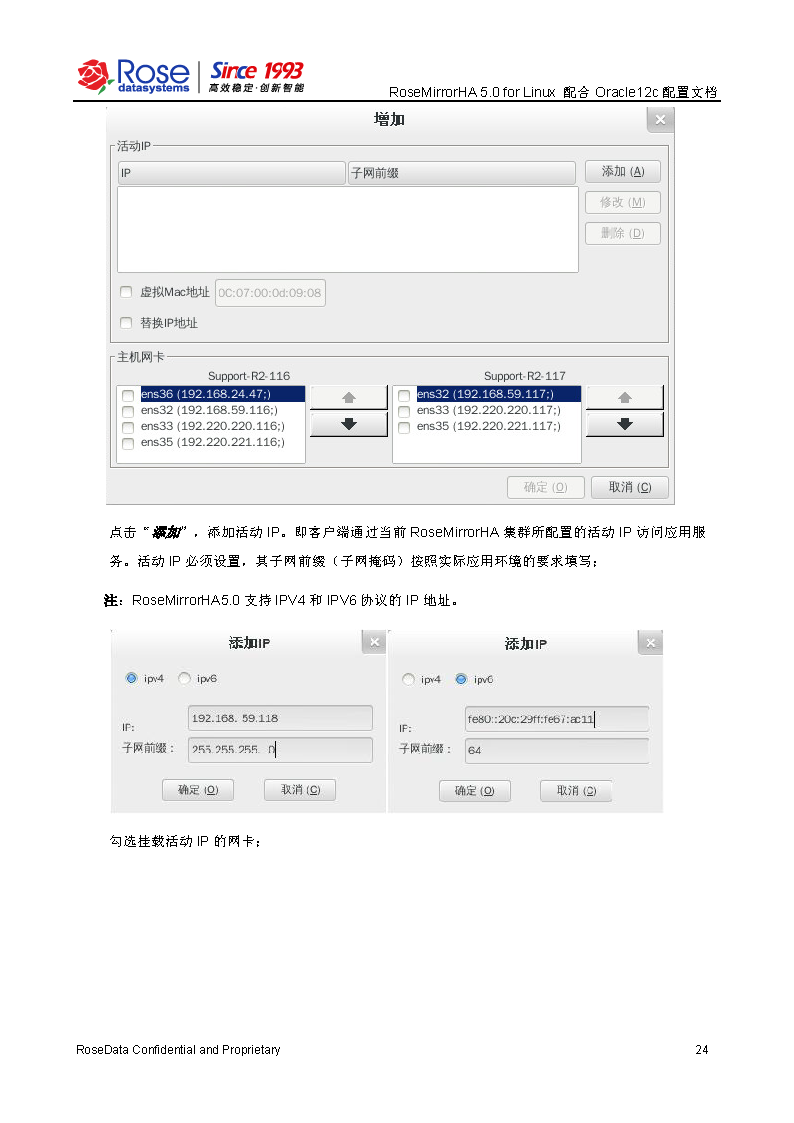 Rose datasystems
Since 1993
高效稳定·创新智能
RoseMirrorHA 5.0 for Linux 配合 Oracle12c 配置文档
增加
活动IP
IP 子网前缀
添加 (A)
修改 (M)
删除 (D)
虚拟Mac地址 0C:07:00:0d:09:08
替换IP地址
主机网卡
Support-R2-116 Support-R2-117
ens36 (192.168.24.47;) ens32 (192.168.59.117;)
ens32 (192.168.59.116;) ens33 (192.220.220.117;)
ens33 (192.220.220.116;) ens35 (192.220.221.117;)
ens35 (192.220.221.116;)
确定 (O) 取消 (C)
点击“添加”，添加活动 IP。即客户端通过当前 RoseMirrorHA 集群所配置的活动 IP 访问应用服
务。活动 IP 必须设置，其子网前缀（子网掩码）按照实际应用环境的要求填写；
注：RoseMirrorHA5.0 支持 IPV4 和 IPV6 协议的 IP 地址。
添加IP 添加IP
ipv4 ipv6 ipv4 ipv6
IP: 192.168. 59.118 IP: fe80::20c:29ff:fe67:ac11
子网前缀： 255.255.255. 0 子网前缀： 64
确定 (O) 取消 (C) 确定 (O) 取消 (C)
勾选挂载活动 IP 的网卡；
RoseData Confidential and Proprietary 24